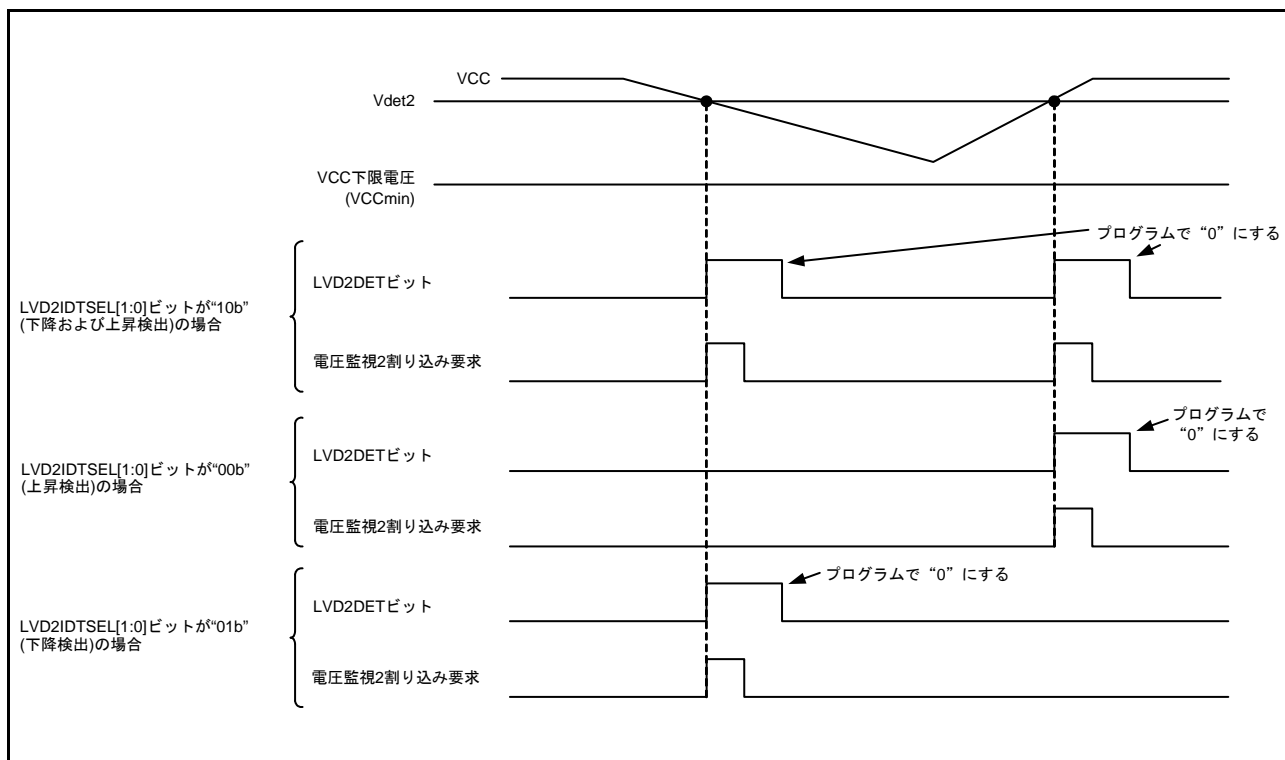 VCC
Vdet2
VCC下限電圧
(VCCmin)
プログラムで“0”にする
LVD2DETビット
LVD2IDTSEL[1:0]ビットが“10b”
(下降および上昇検出)の場合
電圧監視2割り込み要求
プログラムで
“0”にする
LVD2DETビット
LVD2IDTSEL[1:0]ビットが“00b”
(上昇検出)の場合
電圧監視2割り込み要求
プログラムで“0”にする
LVD2DETビット
LVD2IDTSEL[1:0]ビットが“01b”
(下降検出)の場合
電圧監視2割り込み要求